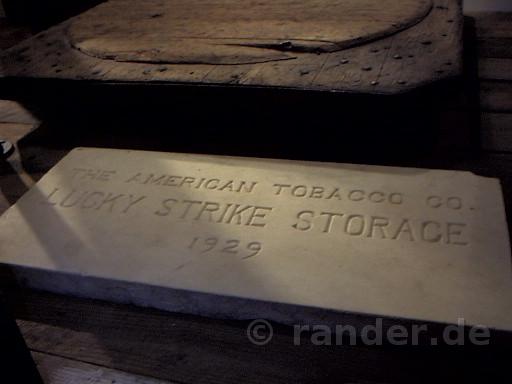 THE AMERICAN TOBACCO CO.
LUCKY STRIKE STORAGE
1929
© rander.de